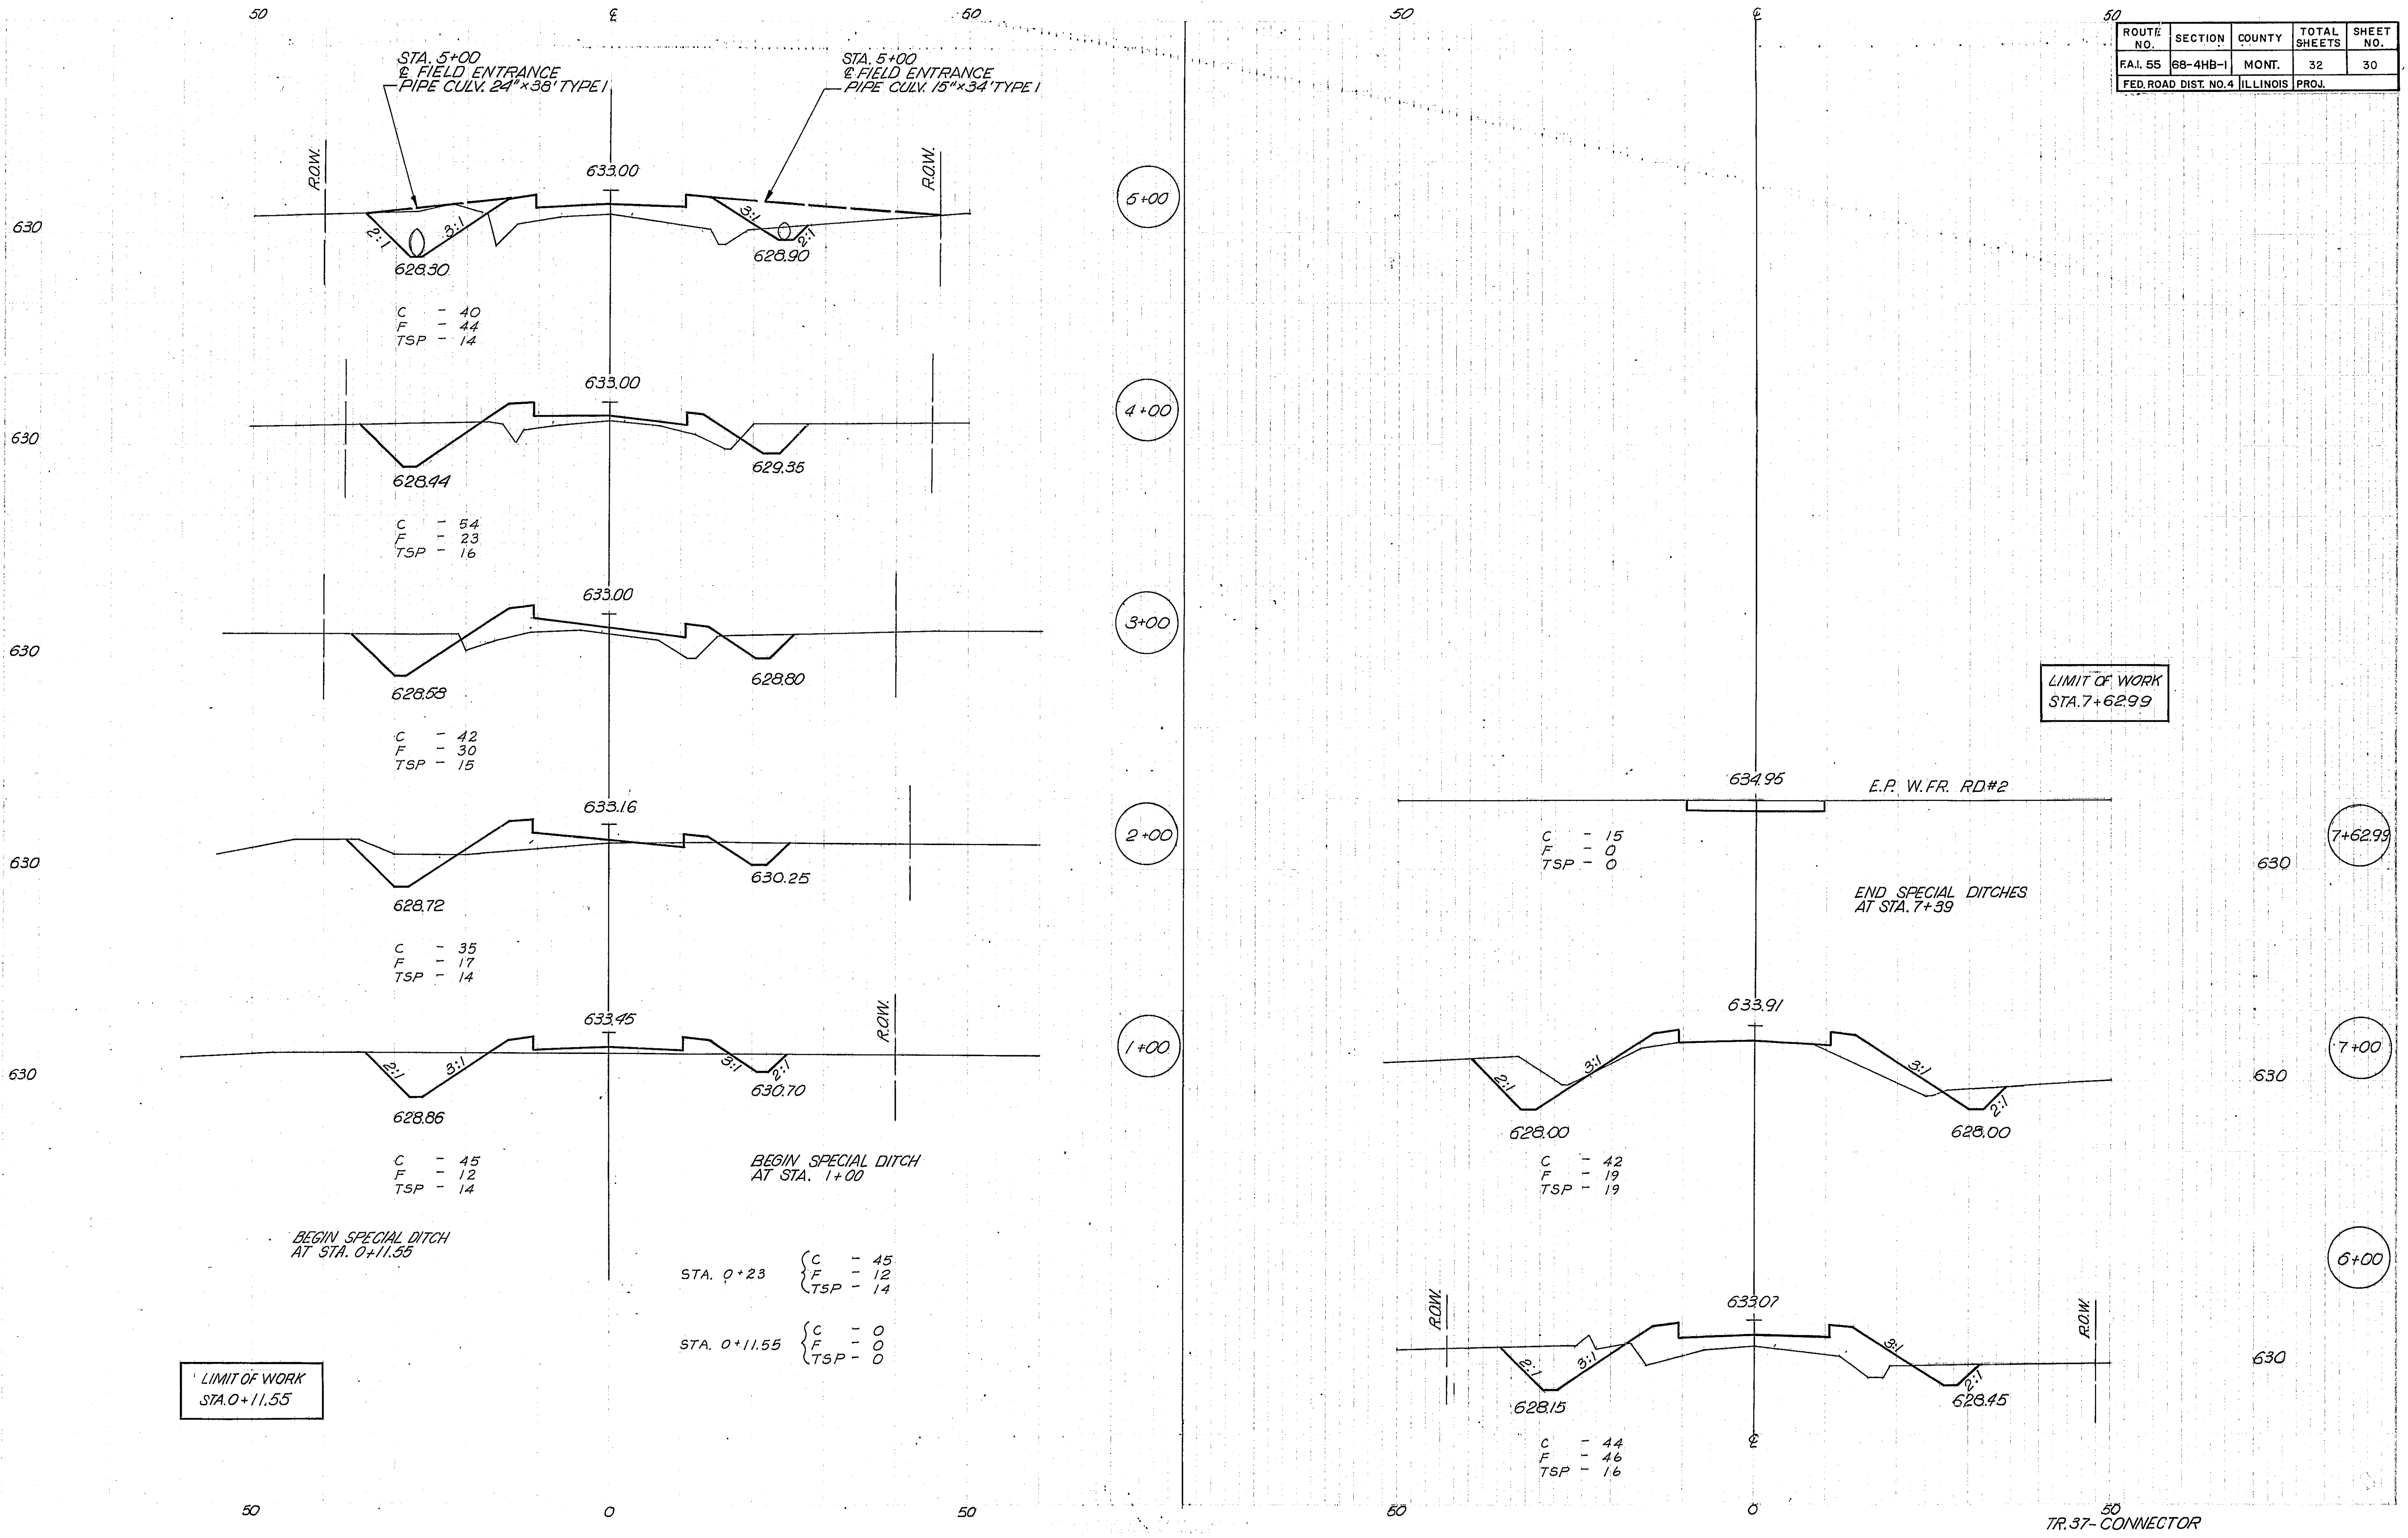 50
℄
50
50
℄
50
ROUTE NO.
SECTION
COUNTY
TOTAL SHEETS
SHEET NO.
F.A.I. 55
68-4HB-1
MONT.
32
30
FED. ROAD DIST. NO. 4
ILLINOIS
PROJ.
STA. 5+00
℄ FIELD ENTRANCE
PIPE CULV. 24"×38' TYPE 1
STA. 5+00
℄ FIELD ENTRANCE
PIPE CULV. 15"×34' TYPE 1
R.O.W.
633.00
R.O.W.
5+00
630
2:1
3:1
3:1
2:1
628.30
628.90
C - 40
F - 44
TSP - 14
633.00
4+00
630
628.44
629.35
C - 54
F - 23
TSP - 16
633.00
3+00
630
628.58
628.80
C - 42
F - 30
TSP - 15
633.16
2+00
630
628.72
630.25
C - 35
F - 17
TSP - 14
633.45
R.O.W.
1+00
630
2:1
3:1
3:1
2:1
628.86
630.70
C - 45
F - 12
TSP - 14
BEGIN SPECIAL DITCH
AT STA. 1+00
BEGIN SPECIAL DITCH
AT STA. 0+11.55
STA. 0+23
C - 45
F - 12
TSP - 14
STA. 0+11.55
C - 0
F - 0
TSP - 0
LIMIT OF WORK
STA. 0+11.55
50
0
50
LIMIT OF WORK
STA. 7+62.99
634.95
E.P. W. FR. RD #2
7+62.99
630
C - 15
F - 0
TSP - 0
END SPECIAL DITCHES
AT STA. 7+39
633.91
7+00
630
2:1
3:1
3:1
2:1
628.00
628.00
C - 42
F - 19
TSP - 19
6+00
R.O.W.
633.07
R.O.W.
630
2:1
3:1
3:1
2:1
628.15
628.45
℄
C - 44
F - 46
TSP - 16
50
0
50
TR. 37-CONNECTOR